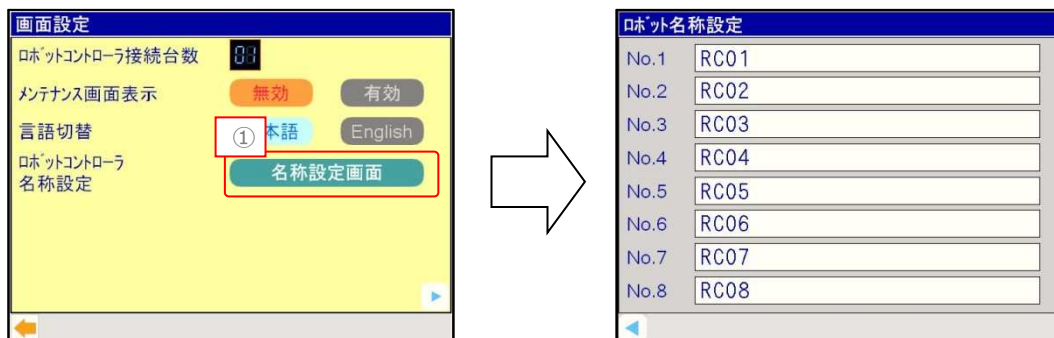 画面設定
ﾛﾎﾞｯﾄｺﾝﾄﾛｰﾗ接続台数 01
ﾒﾝﾃﾅﾝｽ画面表示 無効 有効
言語切替 ① 本語 English
ﾛﾎﾞｯﾄｺﾝﾄﾛｰﾗ
名称設定 名称設定画面
ﾛﾎﾞｯﾄ名称設定
No.1 RC01
No.2 RC02
No.3 RC03
No.4 RC04
No.5 RC05
No.6 RC06
No.7 RC07
No.8 RC08